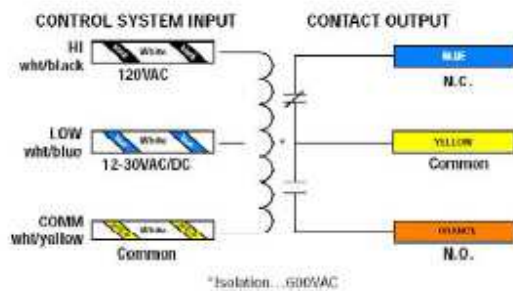 CONTROL SYSTEM INPUT
CONTACT OUTPUT
HI
wht/black
White
120VAC
BLUE
N.C.
LOW
wht/blue
White
12-30VAC/DC
*
YELLOW
Common
COMM
wht/yellow
White
Common
ORANGE
N.O.
*Isolation...600VAC